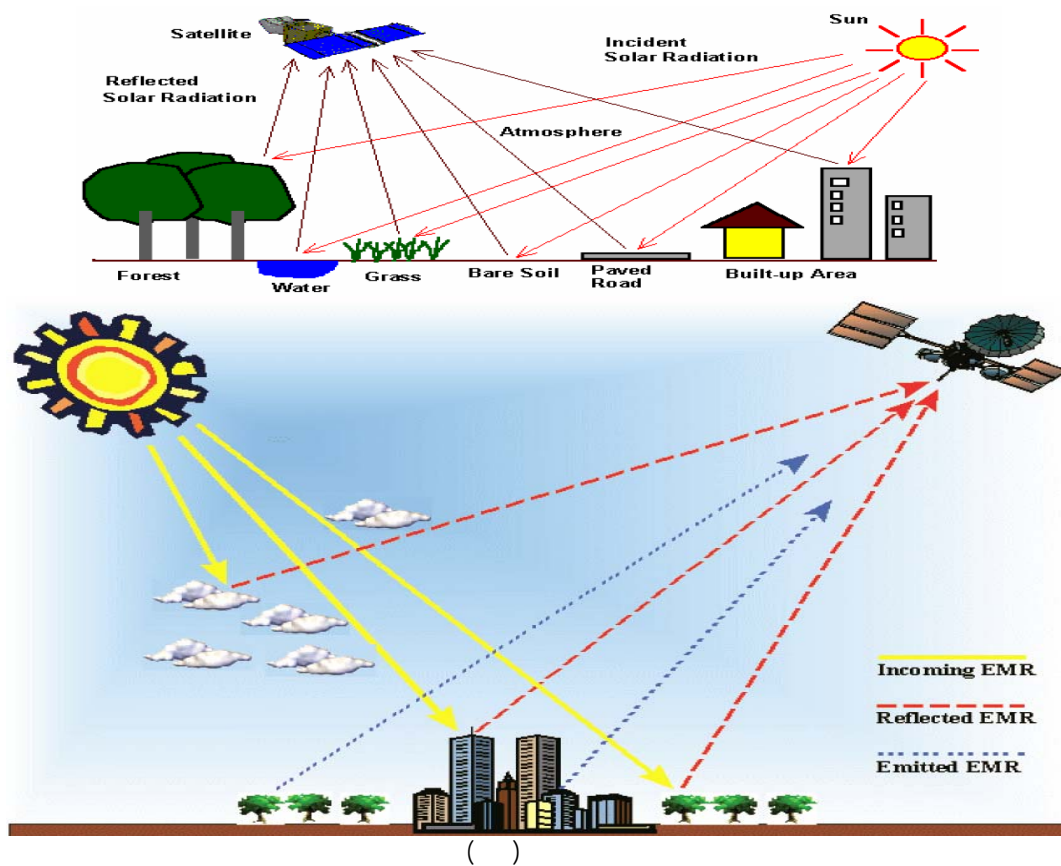 Sun
Satellite
Incident
Solar Radiation
Reflected
Solar Radiation
Atmosphere
Forest
Water
Grass
Bare Soil
Paved
Road
Built-up Area
Incoming EMR
Reflected EMR
Emitted EMR
( )